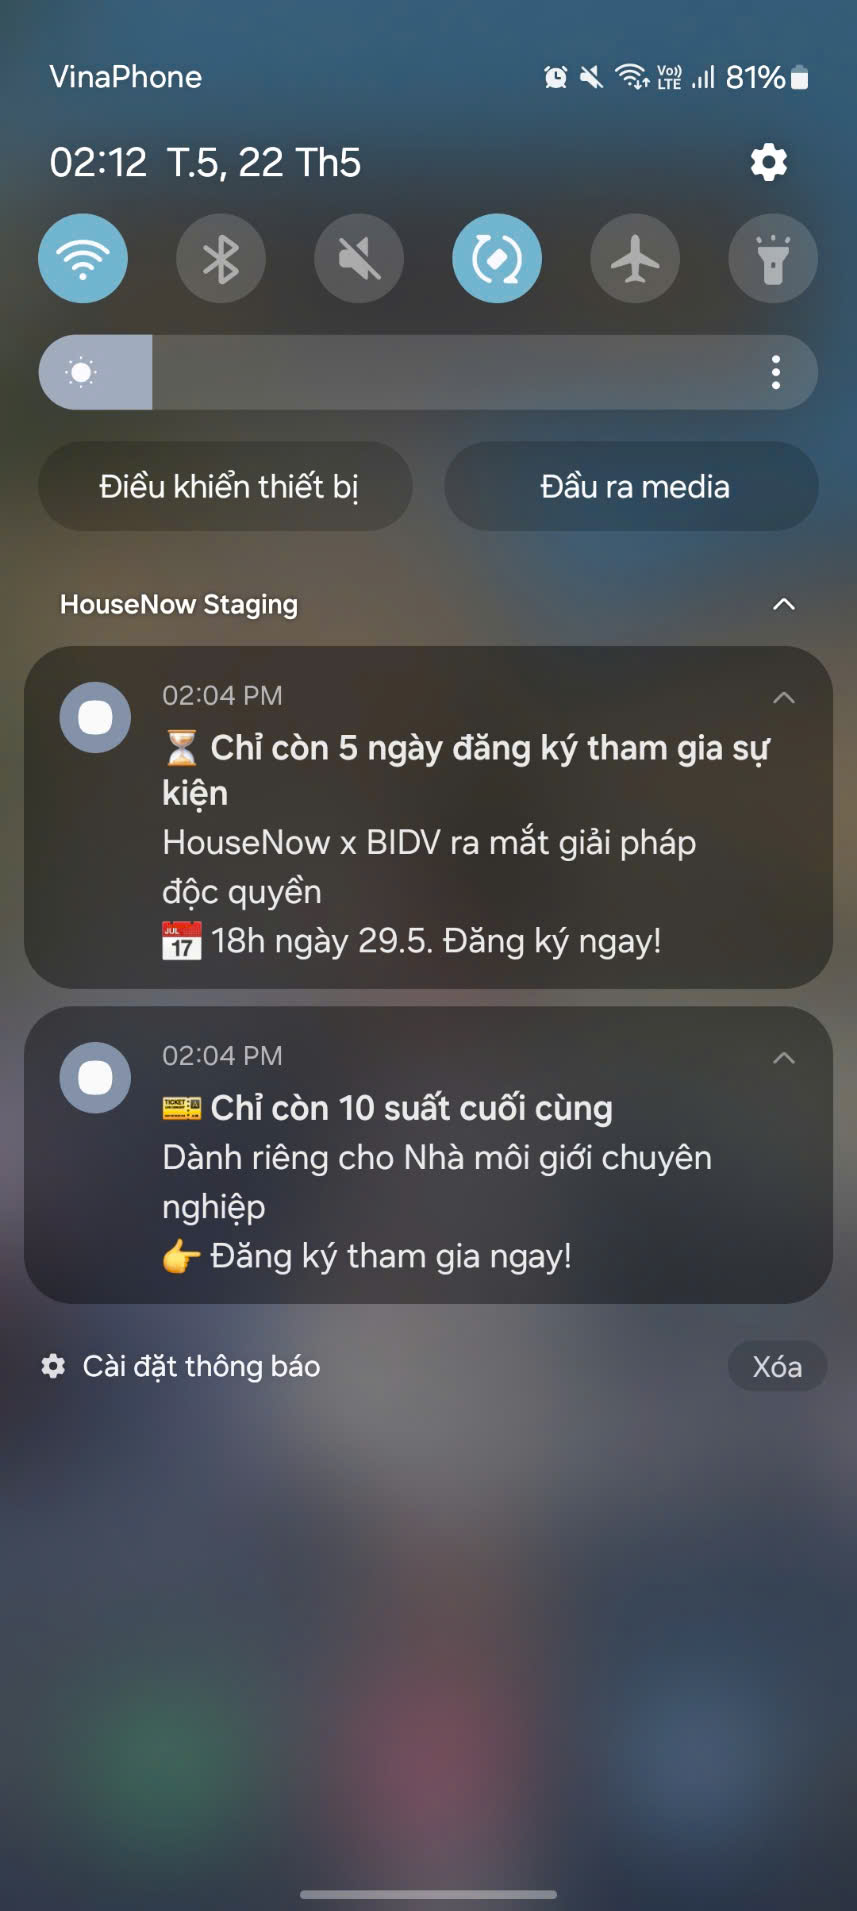 VinaPhone
Vo)) LTE 81%
02:12 T.5, 22 Th5
Điều khiển thiết bị
Đầu ra media
HouseNow Staging
02:04 PM
⏳ Chỉ còn 5 ngày đăng ký tham gia sự
kiện
HouseNow x BIDV ra mắt giải pháp
độc quyền
📅 18h ngày 29.5. Đăng ký ngay!
02:04 PM
🎫 Chỉ còn 10 suất cuối cùng
Dành riêng cho Nhà môi giới chuyên
nghiệp
👉 Đăng ký tham gia ngay!
Cài đặt thông báo
Xóa